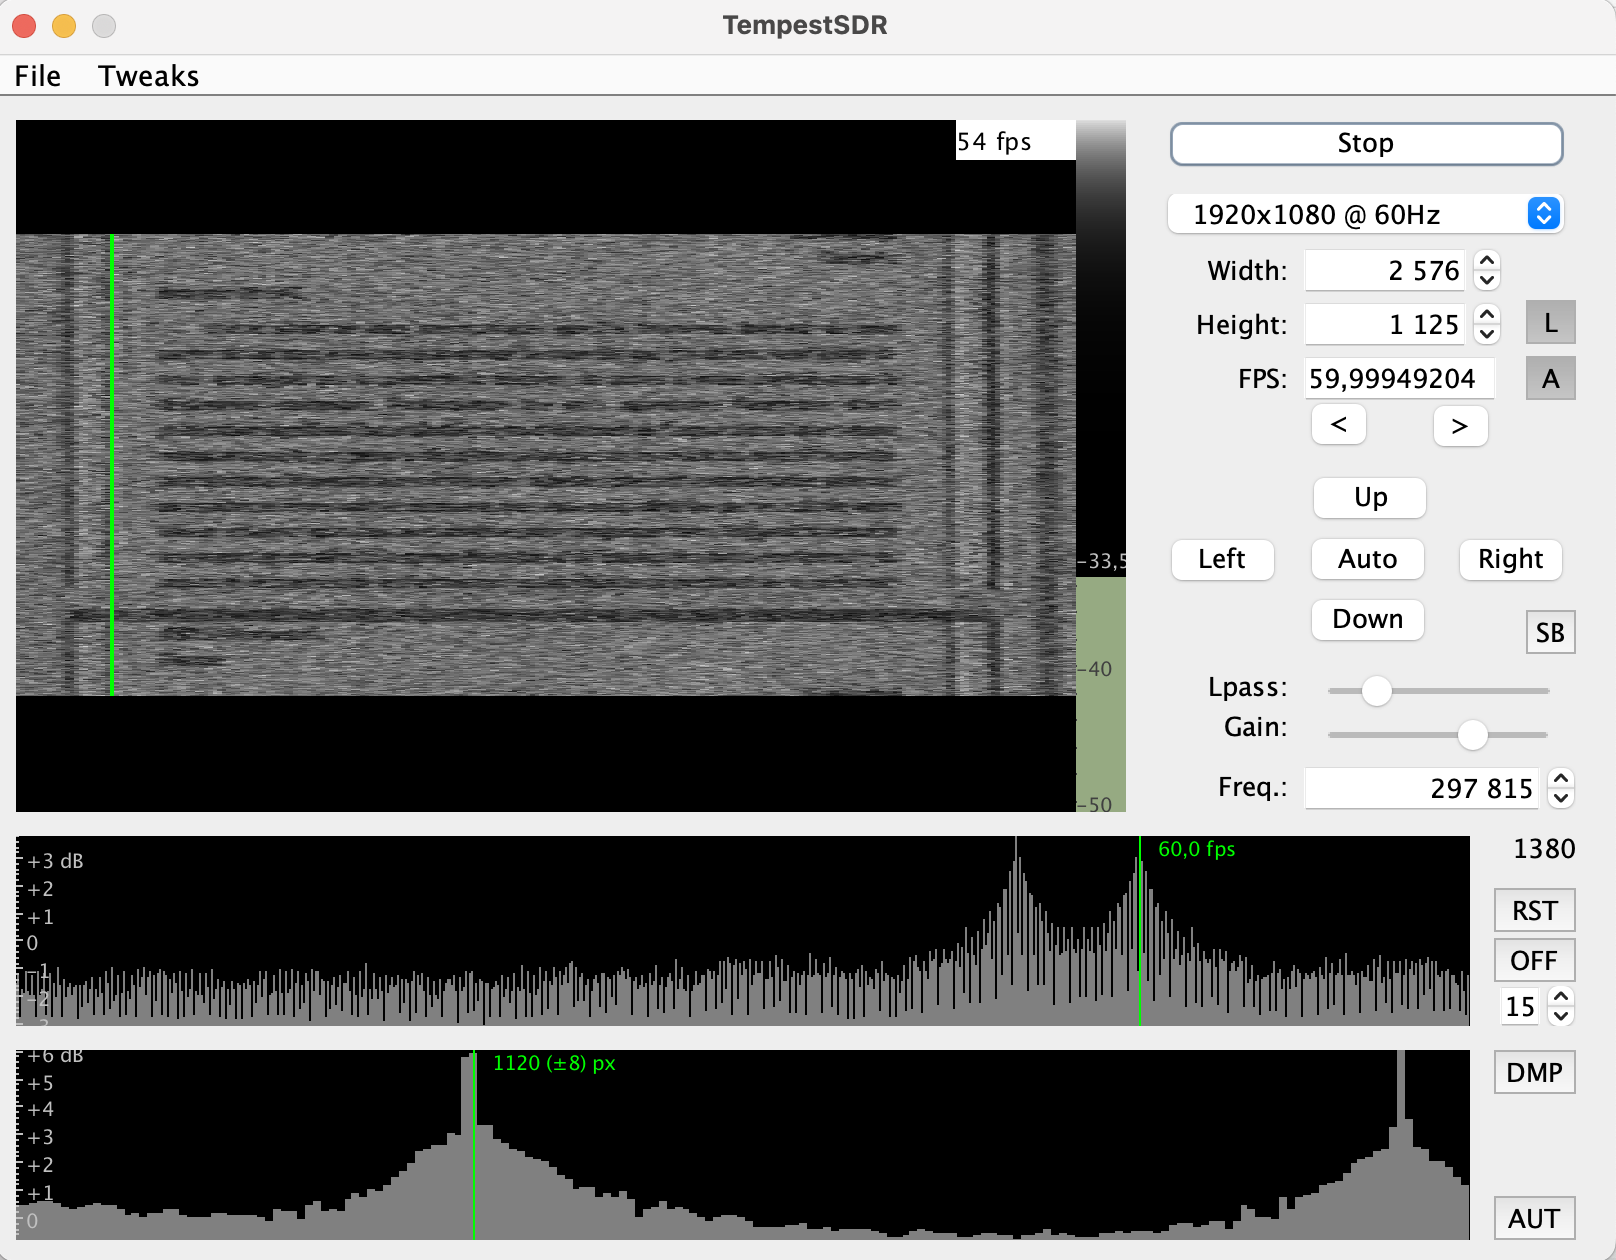 TempestSDR
File Tweaks
54 fps
Stop
1920x1080 @ 60Hz
Width: 2 576
Height: 1 125 L
FPS: 59,99949204 A
< >
Up
Left Auto Right
Down
SB
-33,5
-40
-50
Lpass:
Gain:
Freq.: 297 815
+3 dB
+2
+1
0
-1
-2
-3
60,0 fps
1380
RST
OFF
15
+6 dB
+5
+4
+3
+2
+1
0
1120 (±8) px
DMP
AUT